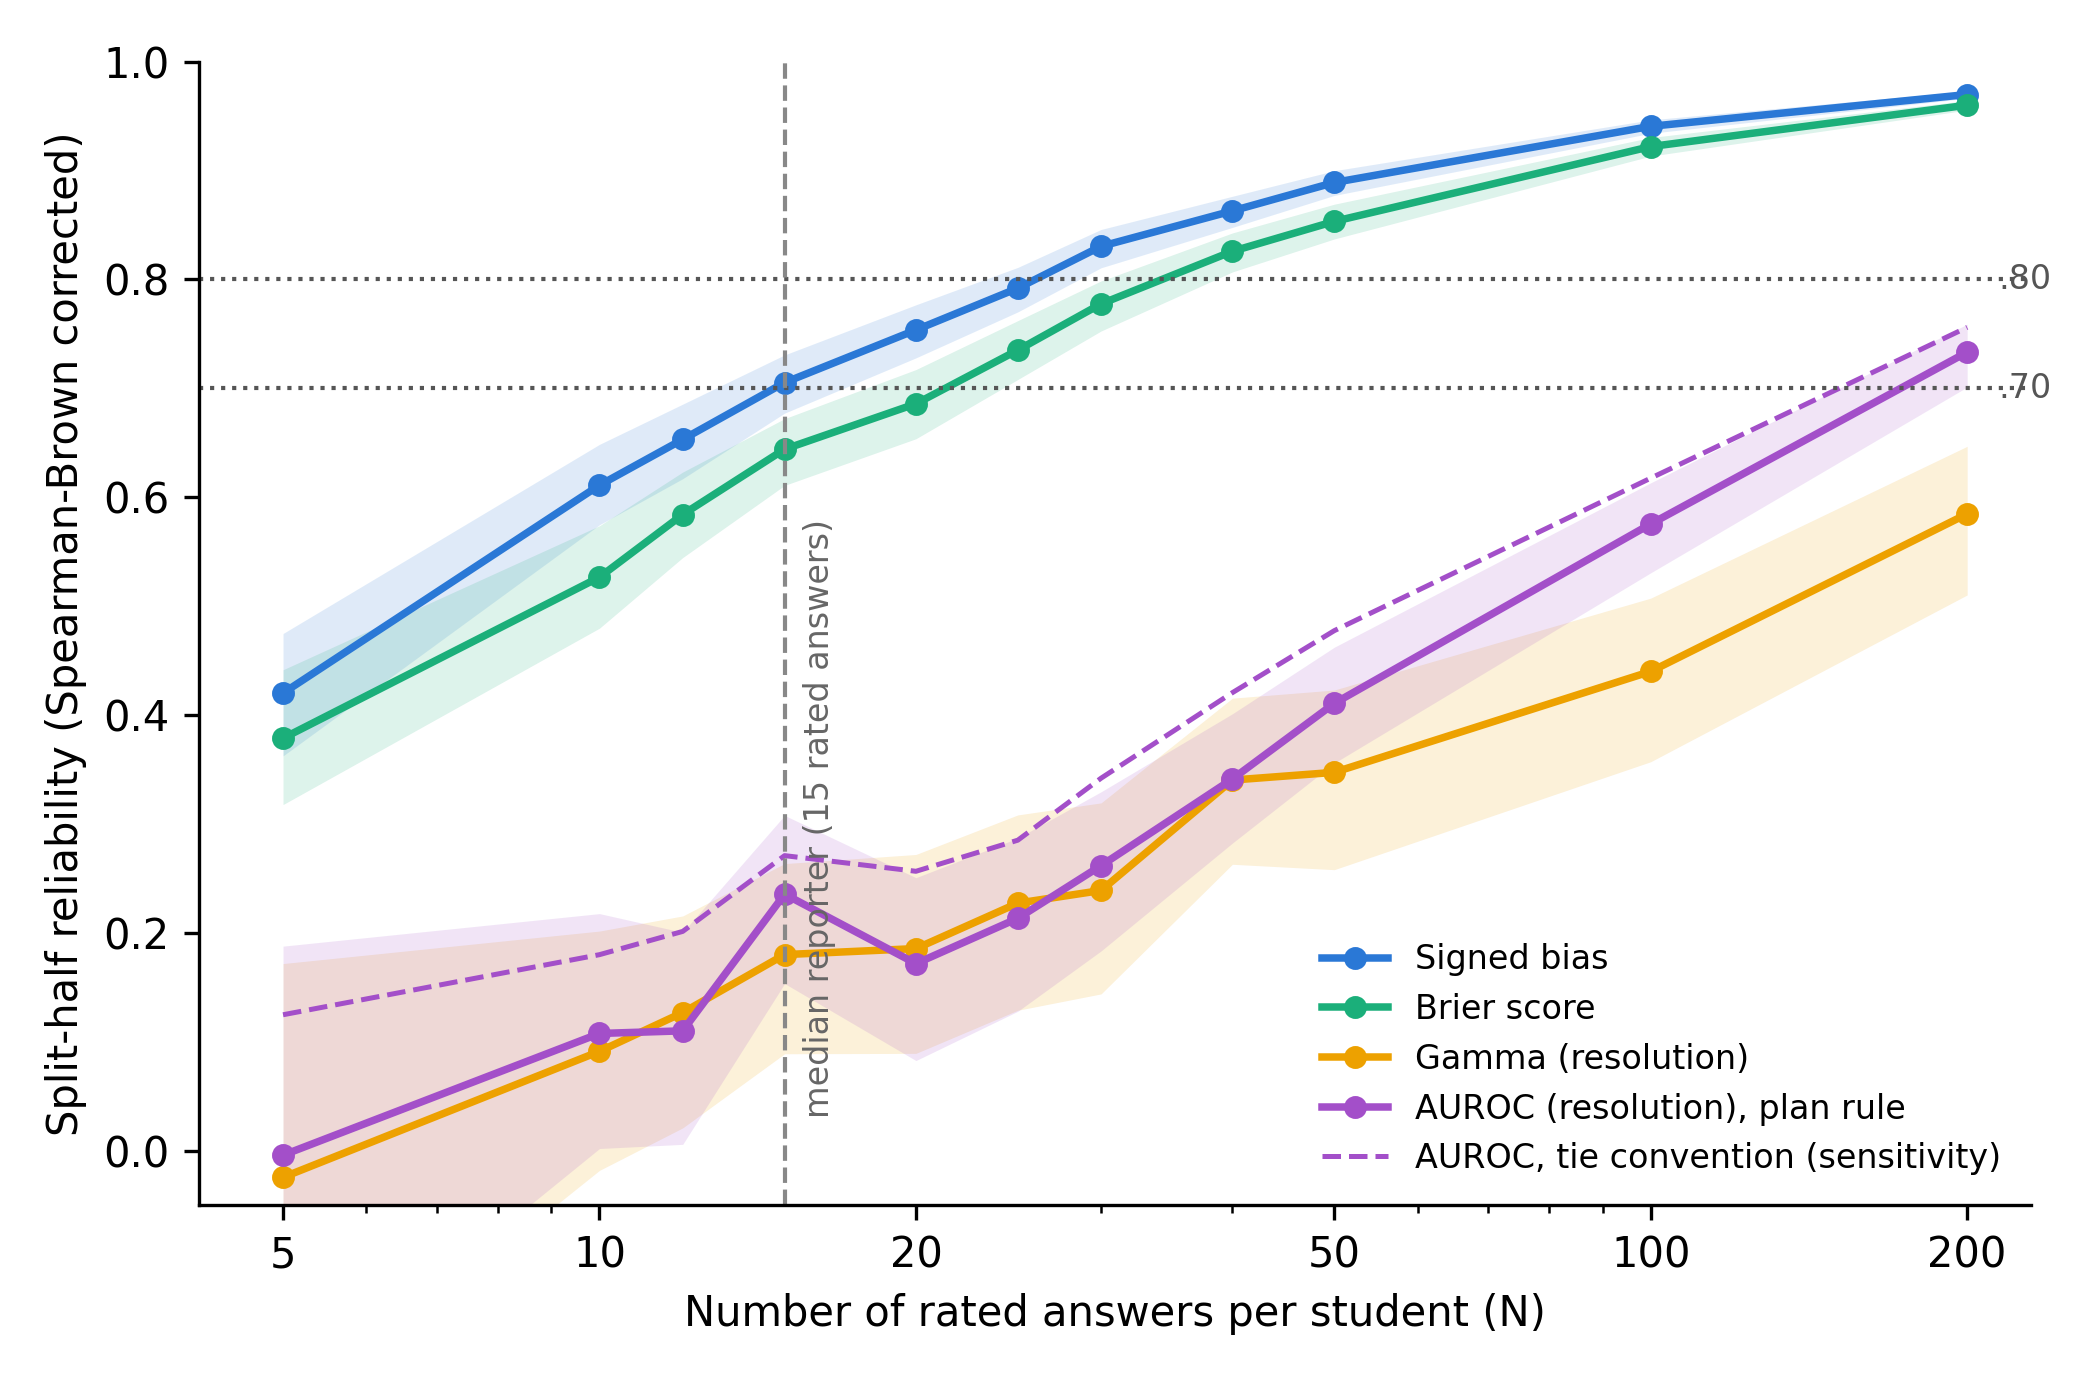 Split-half reliability (Spearman-Brown corrected)
1.0
0.8
0.6
0.4
0.2
0.0
.80
.70
median reporter (15 rated answers)
Signed bias
Brier score
Gamma (resolution)
AUROC (resolution), plan rule
AUROC, tie convention (sensitivity)
5 10 20 50 100 200
Number of rated answers per student (N)